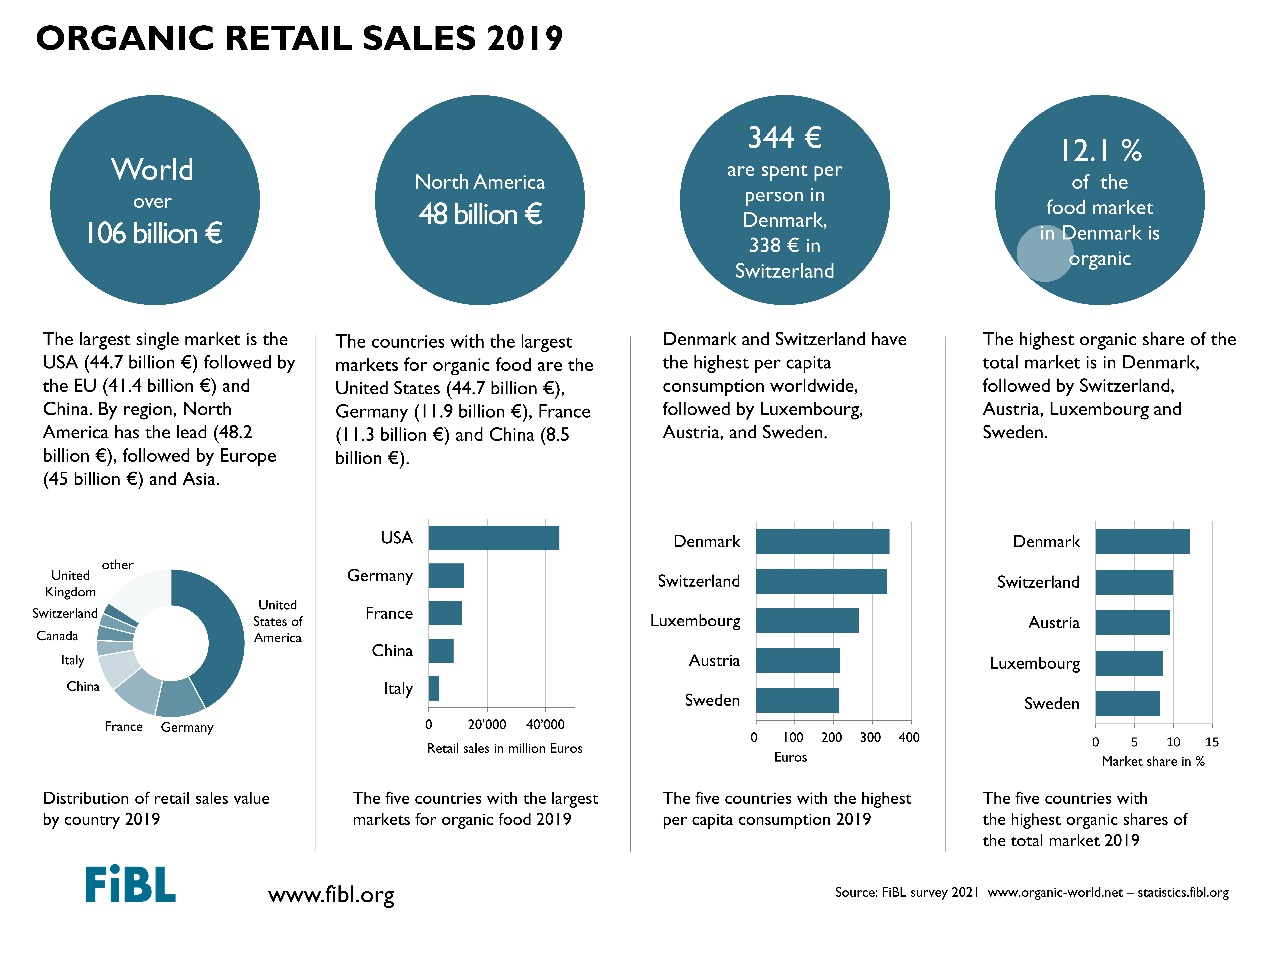 ORGANIC RETAIL SALES 2019
World
over
106 billion €
North America
48 billion €
344 €
are spent per
person in
Denmark,
338 € in
Switzerland
12.1 %
of the
food market
in Denmark is
organic
The largest single market is the
USA (44.7 billion €) followed by
the EU (41.4 billion €) and
China. By region, North
America has the lead (48.2
billion €), followed by Europe
(45 billion €) and Asia.
The countries with the largest
markets for organic food are the
United States (44.7 billion €),
Germany (11.9 billion €), France
(11.3 billion €) and China (8.5
billion €).
Denmark and Switzerland have
the highest per capita
consumption worldwide,
followed by Luxembourg,
Austria, and Sweden.
The highest organic share of the
total market is in Denmark,
followed by Switzerland,
Austria, Luxembourg and
Sweden.
other
United
Kingdom
Switzerland
Canada
Italy
China
France
Germany
United
States of
America
USA
Germany
France
China
Italy
0 20'000 40'000
Retail sales in million Euros
Denmark
Switzerland
Luxembourg
Austria
Sweden
0 100 200 300 400
Euros
Denmark
Switzerland
Austria
Luxembourg
Sweden
0 5 10 15
Market share in %
Distribution of retail sales value
by country 2019
The five countries with the largest
markets for organic food 2019
The five countries with the highest
per capita consumption 2019
The five countries with
the highest organic shares of
the total market 2019
FiBL
www.fibl.org
Source: FiBL survey 2021 www.organic-world.net – statistics.fibl.org